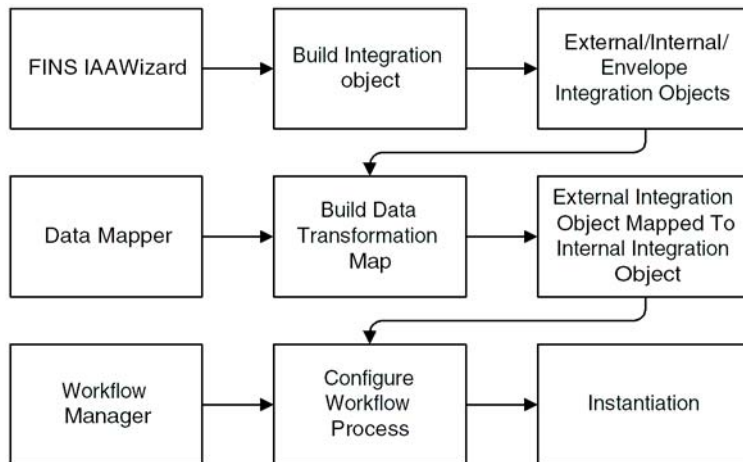 FINS IAAWizard
Build Integration
object
External/Internal/
Envelope
Integration Objects
Data Mapper
Build Data
Transformation
Map
External Integration
Object Mapped To
Internal Integration
Object
Workflow
Manager
Configure
Workflow
Process
Instantiation